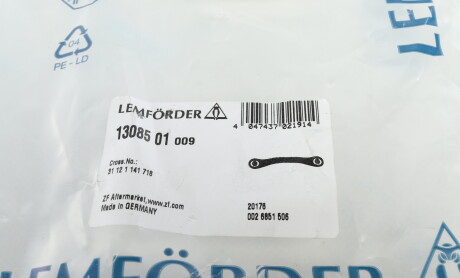 LEM
04
PE-LD
LEMFÖRDER
13085 01 009
4 047437 021914
Cross.No.:
31 12 1 141 718
ZF Aftermarket,www.zf.com
Made in GERMANY
20176
002 6851 506
LEMFÖRDER